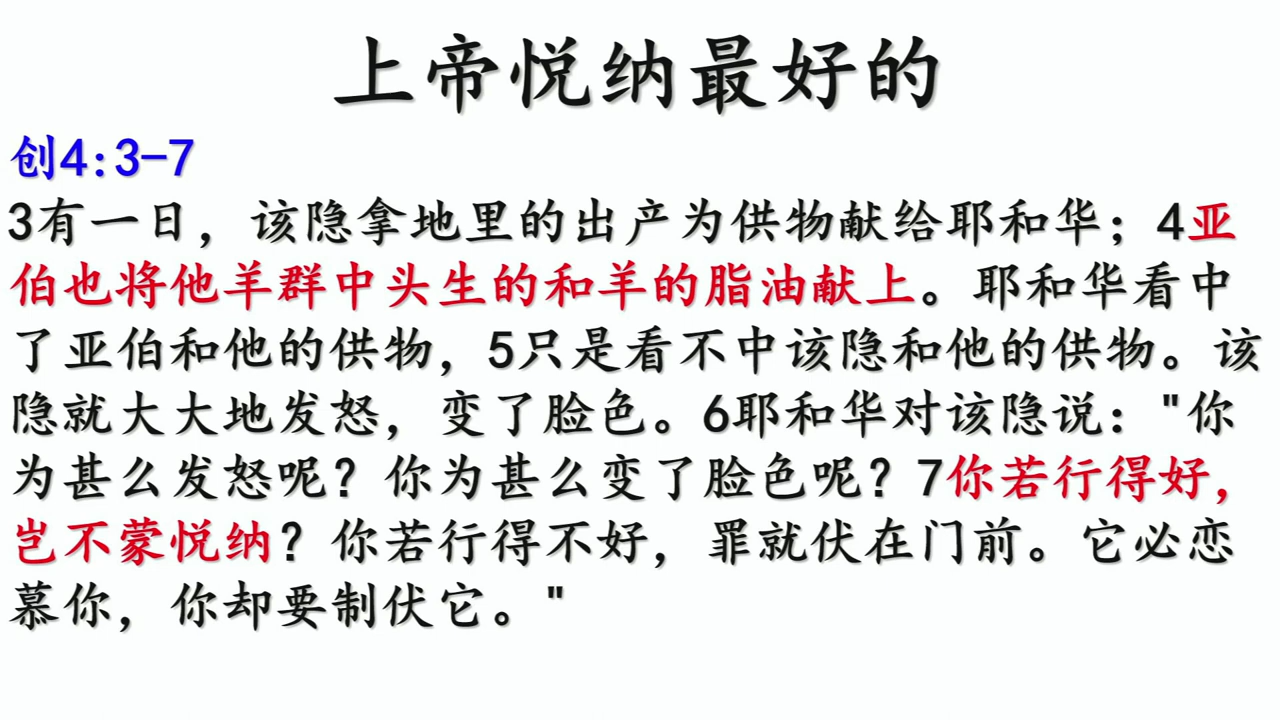 上帝悦纳最好的
创4:3-7
3有一日，该隐拿地里的出产为供物献给耶和华；4亚
伯也将他羊群中头生的和羊的脂油献上。耶和华看中
了亚伯和他的供物，5只是看不中该隐和他的供物。该
隐就大大地发怒，变了脸色。6耶和华对该隐说："你
为甚么发怒呢？你为甚么变了脸色呢？7你若行得好，
岂不蒙悦纳？你若行得不好，罪就伏在门前。它必恋
慕你，你却要制伏它。"